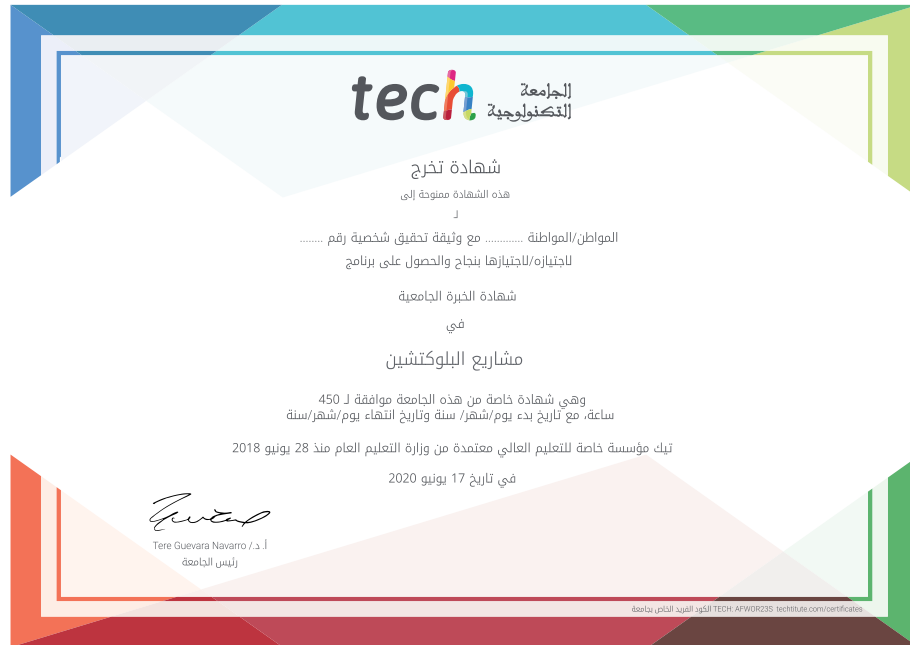 tech الجامعة
التكنولوجية
شهادة تخرج
هذه الشهادة ممنوحة إلى
لـ
المواطن/المواطنة ............. مع وثيقة تحقيق شخصية رقم ........
لاجتيازه/لاجتيازها بنجاح والحصول على برنامج
شهادة الخبرة الجامعية
في
مشاريع البلوكتشين
وهي شهادة خاصة من هذه الجامعة موافقة لـ 450
ساعة، مع تاريخ بدء يوم/شهر/ سنة وتاريخ انتهاء يوم/شهر/سنة
تيك مؤسسة خاصة للتعليم العالي معتمدة من وزارة التعليم العام منذ 28 يونيو 2018
في تاريخ 17 يونيو 2020
أ. د./ Tere Guevara Navarro
رئيس الجامعة
الكود الفريد الخاص بجامعة TECH: AFWOR23S techtitute.com/certificates